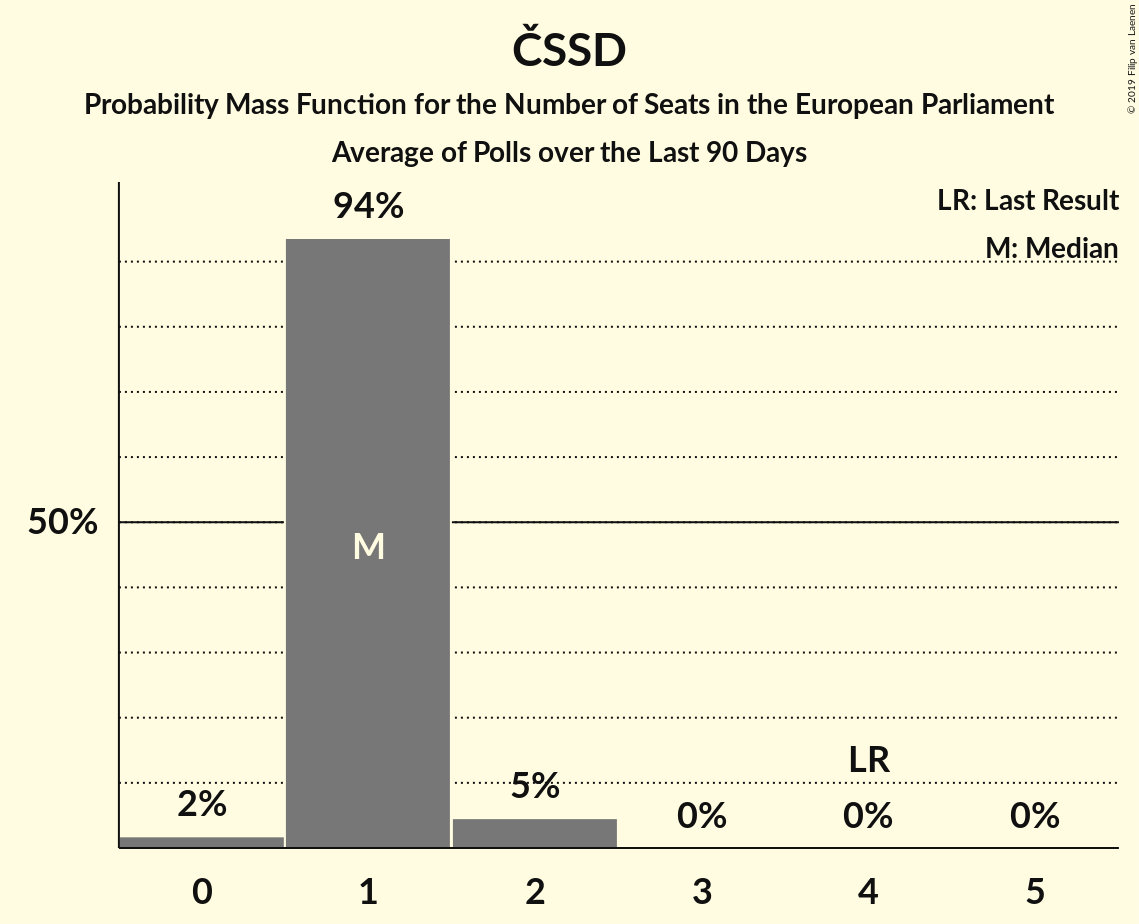 ČSSD
Probability Mass Function for the Number of Seats in the European Parliament
Average of Polls over the Last 90 Days
© 2019 Filip van Laenen
LR: Last Result
M: Median
94%
50%
M
2%
5%
0%
LR
0%
0%
0 1 2 3 4 5